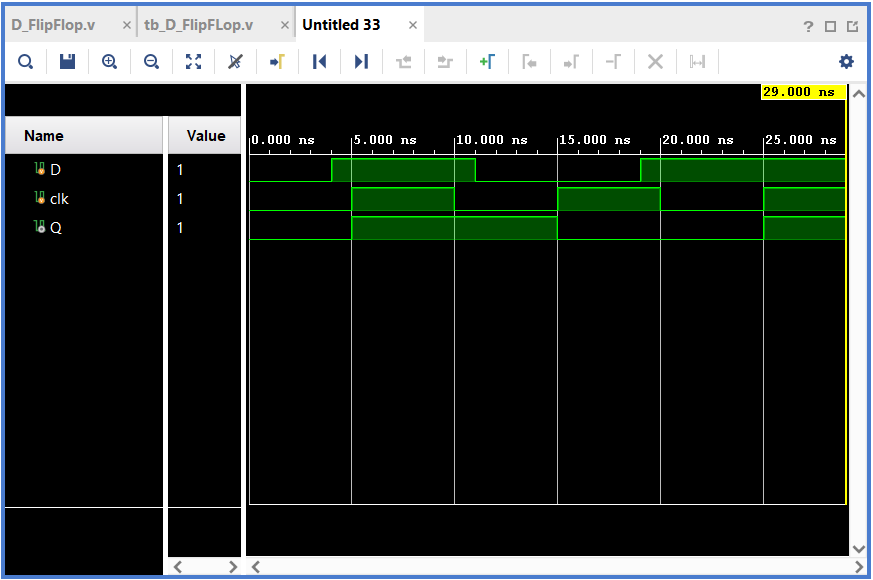 D_FlipFlop.v × tb_D_FlipFLop.v × Untitled 33 × ?
29.000 ns
Name Value
0.000 ns 5.000 ns 10.000 ns 15.000 ns 20.000 ns 25.000 ns
D 1
clk 1
Q 1